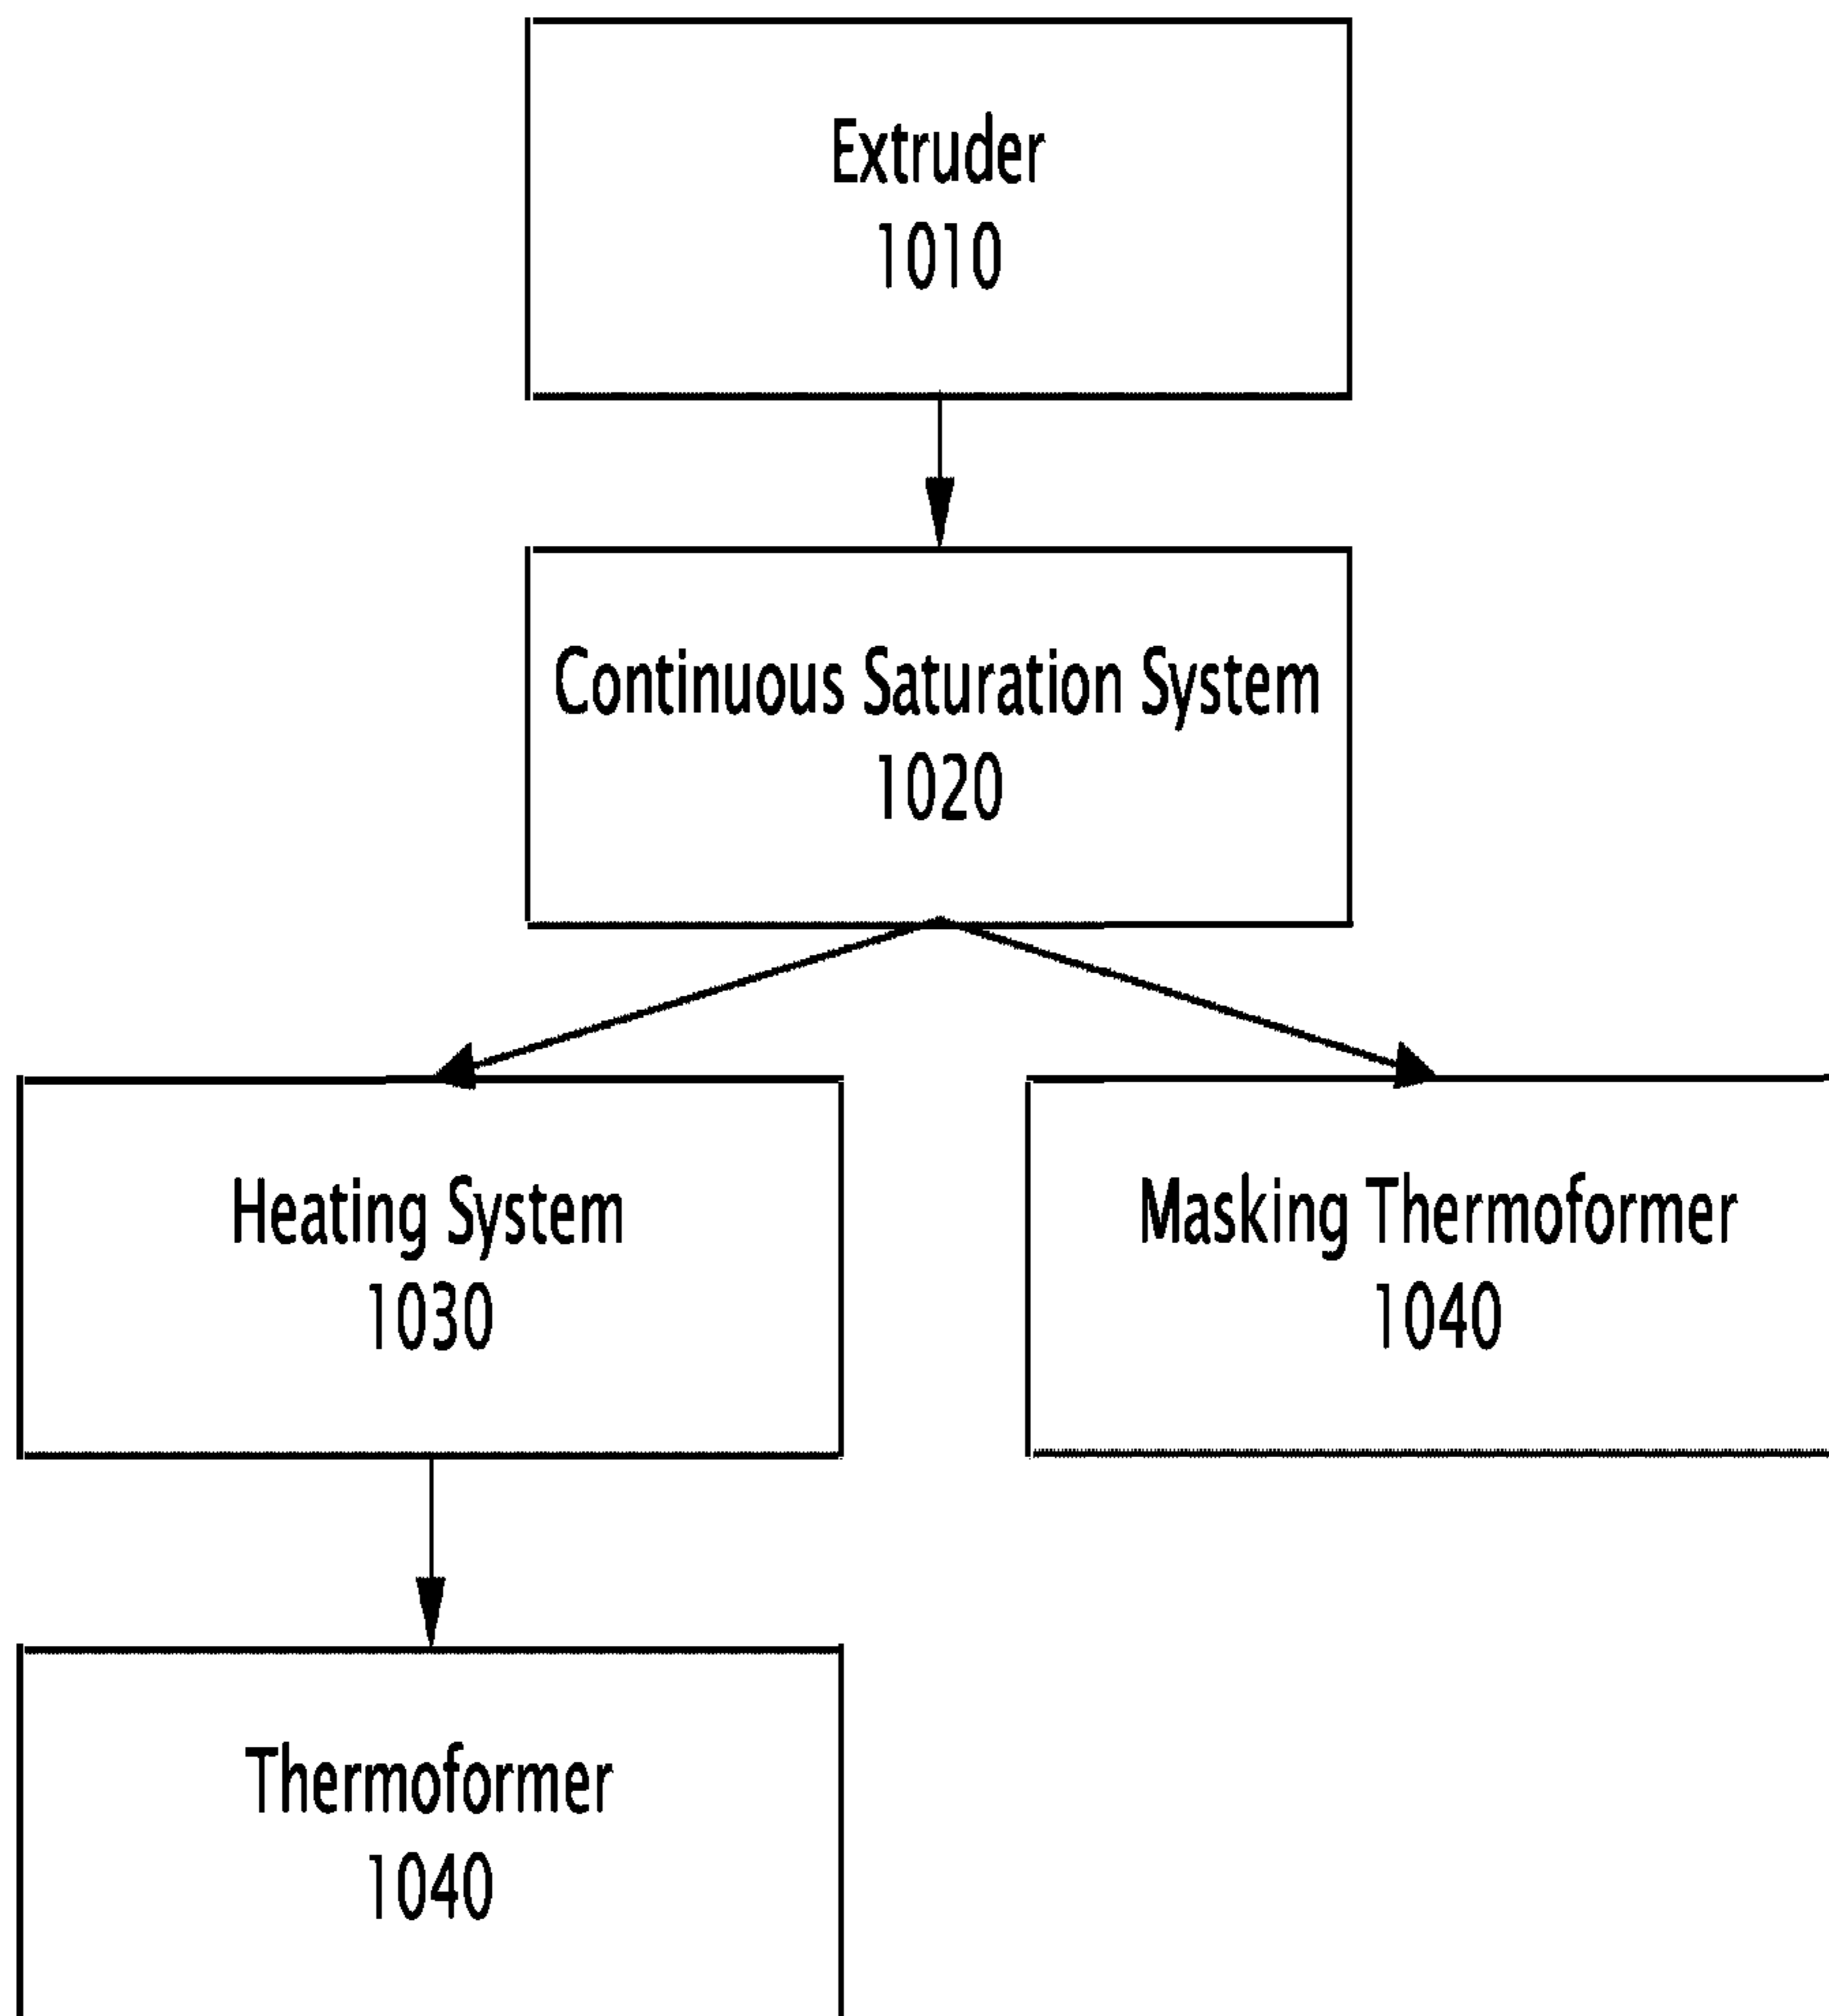 Extruder
1010
Continuous Saturation System
1020
Heating System
1030
Masking Thermoformer
1040
Thermoformer
1040